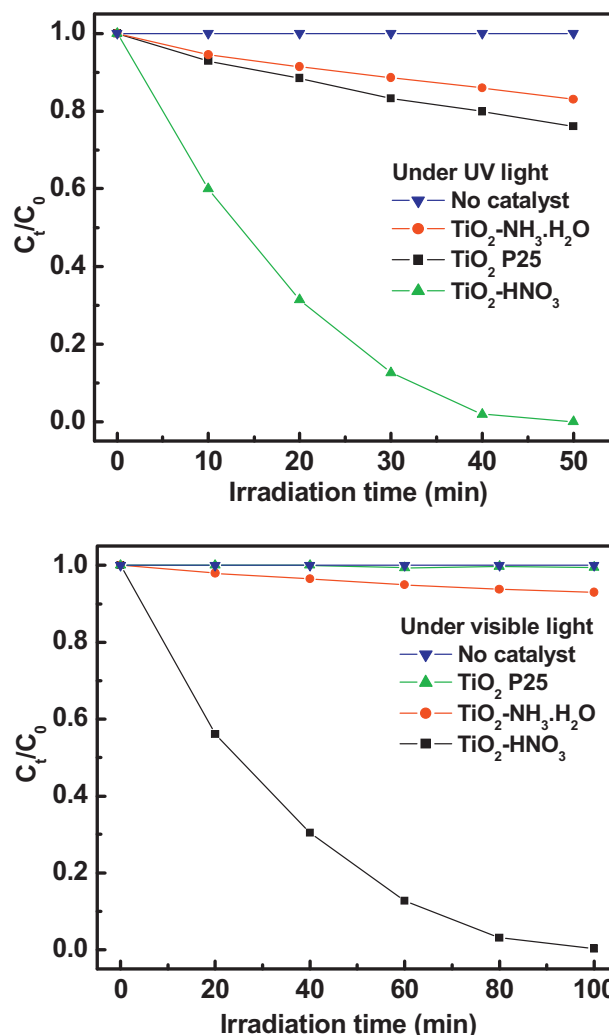 1.0
0.8
0.6
0.4
0.2
0.0
C_t/C_0
Under UV light
No catalyst
TiO₂-NH₃.H₂O
TiO₂ P25
TiO₂-HNO₃
0 10 20 30 40 50
Irradiation time (min)
1.0
0.8
0.6
0.4
0.2
0.0
C_t/C_0
Under visible light
No catalyst
TiO₂ P25
TiO₂-NH₃.H₂O
TiO₂-HNO₃
0 20 40 60 80 100
Irradiation time (min)